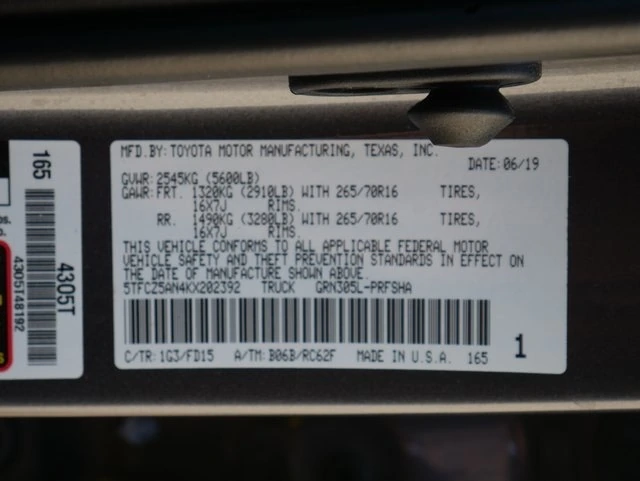 MFD.BY: TOYOTA MOTOR MANUFACTURING, TEXAS, INC.
DATE: 06/19
GVWR: 2545KG (5600LB)
GAWR: FRT. 1320KG (2910LB) WITH 265/70R16 TIRES,
16X7J RIMS.
RR. 1490KG (3280LB) WITH 265/70R16 TIRES,
16X7J RIMS.
THIS VEHICLE CONFORMS TO ALL APPLICABLE FEDERAL MOTOR
VEHICLE SAFETY AND THEFT PREVENTION STANDARDS IN EFFECT ON
THE DATE OF MANUFACTURE SHOWN ABOVE.
5TFCZ5AN4KX202392 TRUCK GRN305L-PRFSHA
C/TR: 1G3/FD15 A/TM: B06B/RC62F MADE IN U.S.A. 165
1
165
4305T
4305T48192